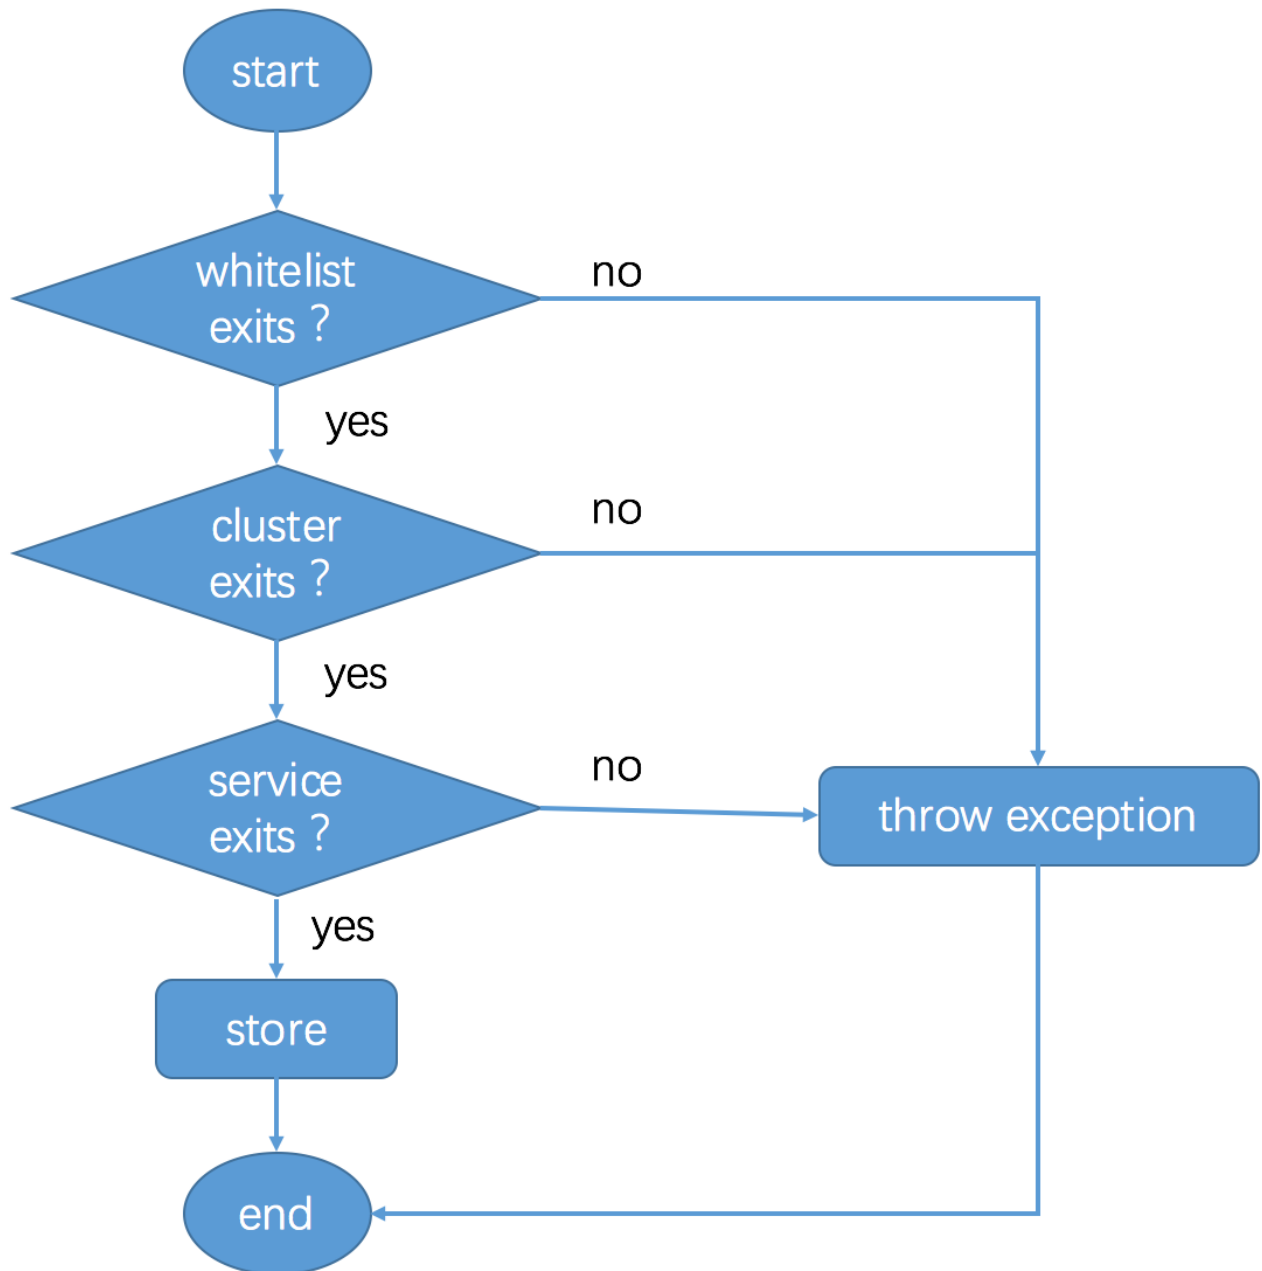 start
whitelist
exits？
no
yes
cluster
exits？
no
yes
service
exits？
no
throw exception
yes
store
end